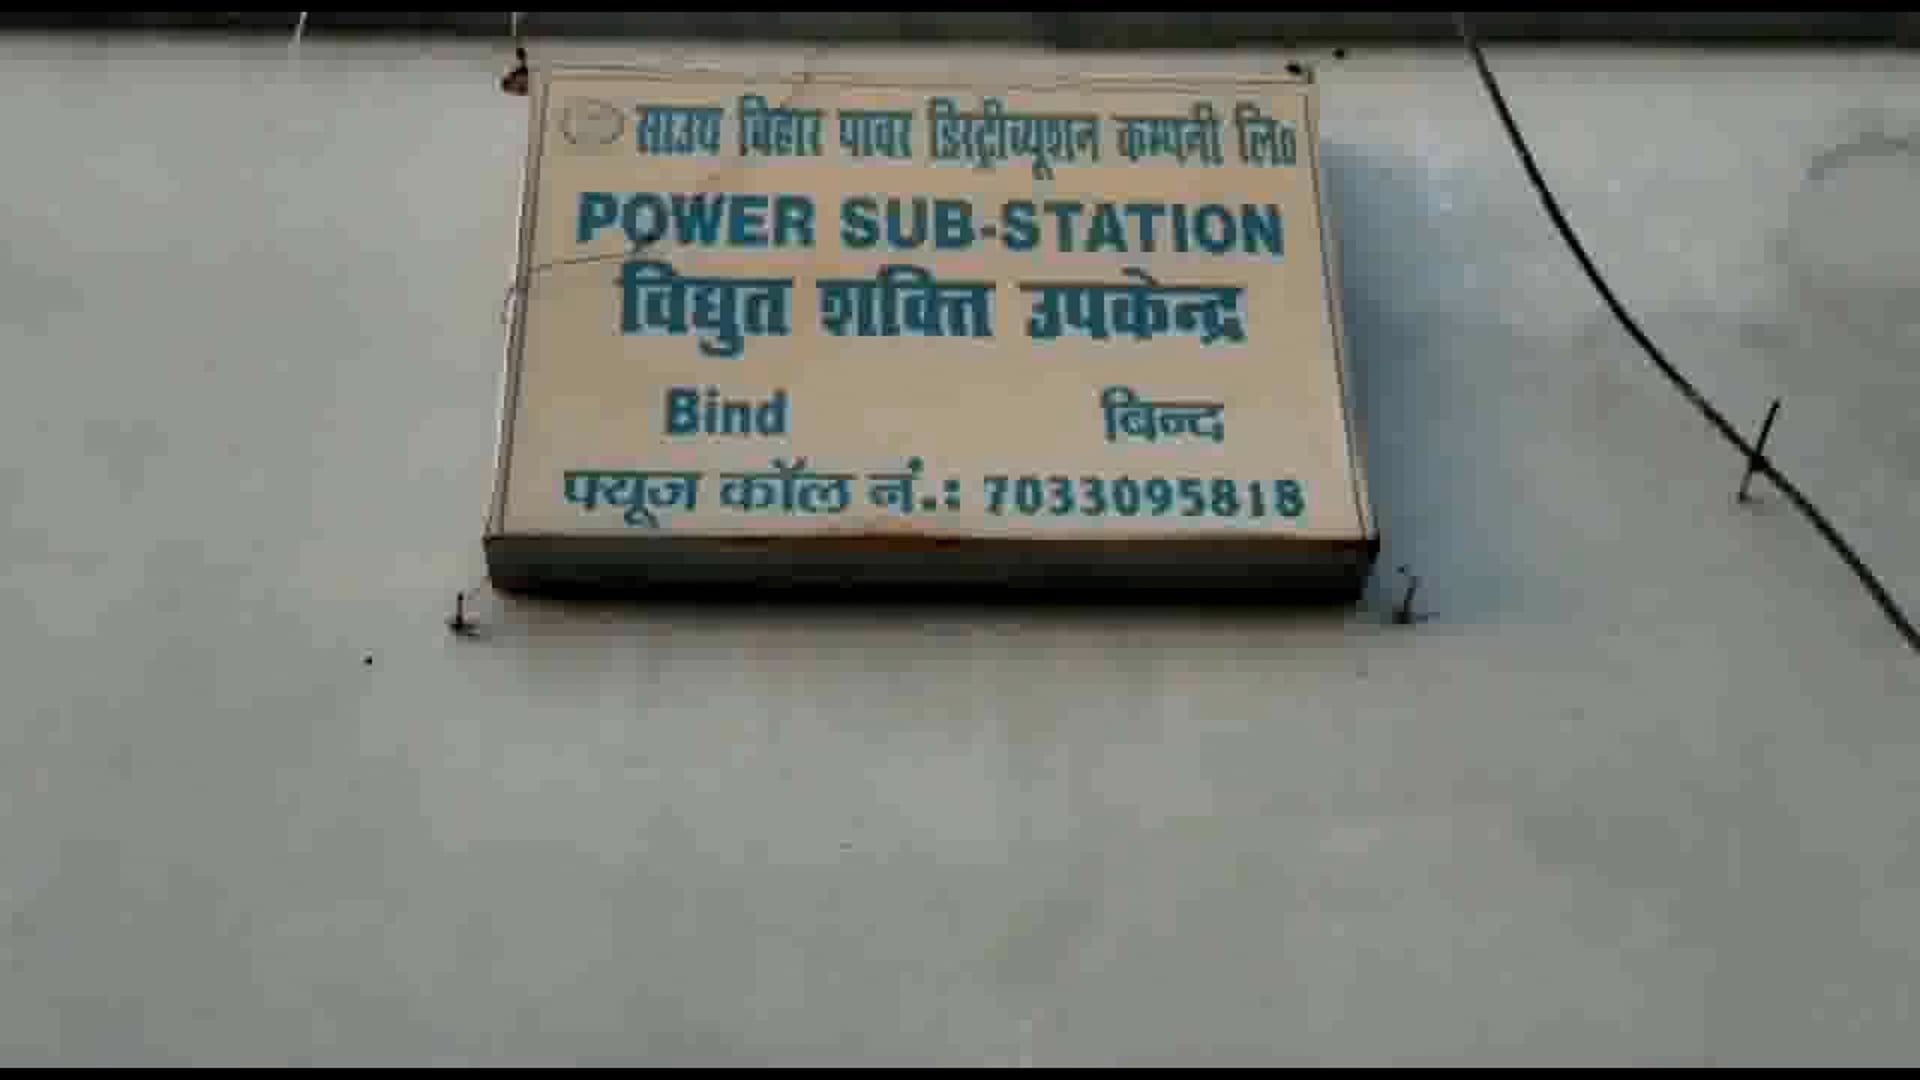 साउथ बिहार पावर डिस्ट्रीब्यूशन कम्पनी लि०
POWER SUB-STATION
विद्युत शक्ति उपकेन्द्र
Bind बिन्द
फ्यूज कॉल नं.: 7033095818